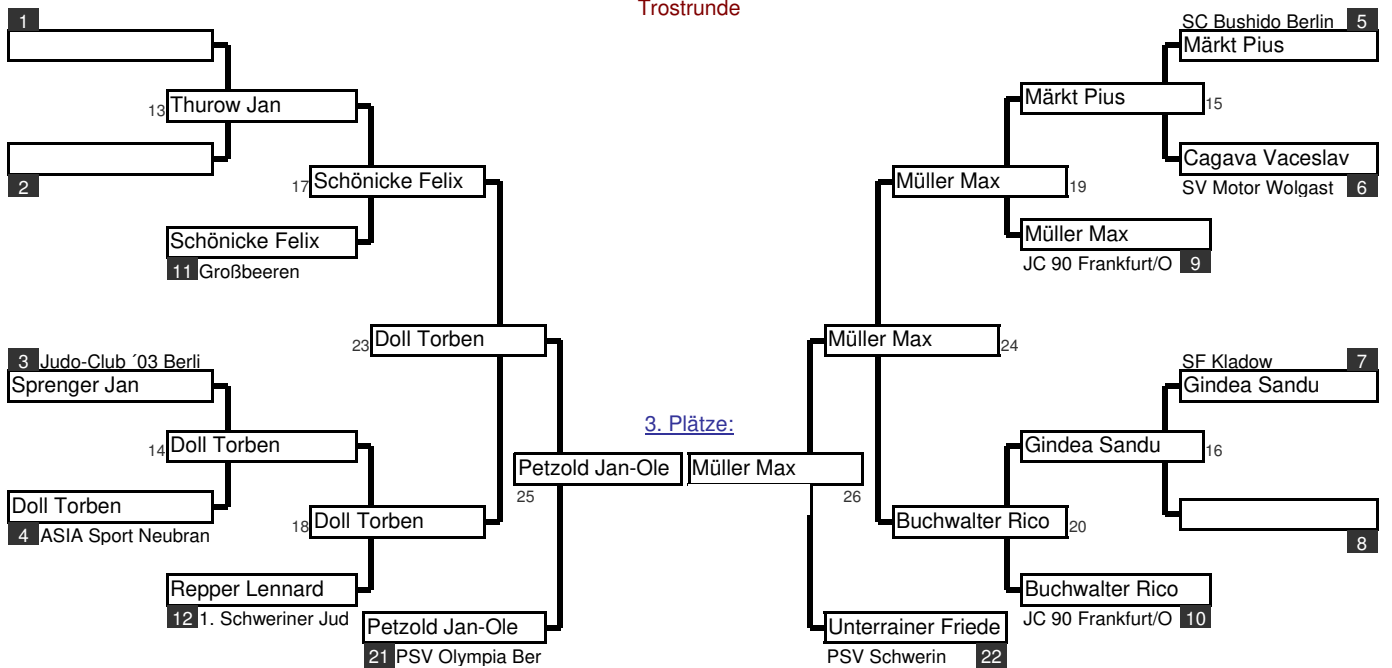 Trostrunde
1
SC Bushido Berlin 5
Märkt Pius
13 Thurow Jan
Märkt Pius 15
2
17 Schönicke Felix
Müller Max 19
Cagava Vaceslav
SV Motor Wolgast 6
Schönicke Felix
11 Großbeeren
Müller Max
JC 90 Frankfurt/O 9
23 Doll Torben
Müller Max 24
3 Judo-Club ´03 Berli
Sprenger Jan
SF Kladow 7
Gindea Sandu
3. Plätze:
14 Doll Torben
Gindea Sandu 16
Petzold Jan-Ole
25
Müller Max
26
Doll Torben
4 ASIA Sport Neubran
18 Doll Torben
Buchwalter Rico 20
8
Repper Lennard
12 1. Schweriner Jud
Buchwalter Rico
JC 90 Frankfurt/O 10
Petzold Jan-Ole
21 PSV Olympia Ber
Unterrainer Friede
PSV Schwerin 22